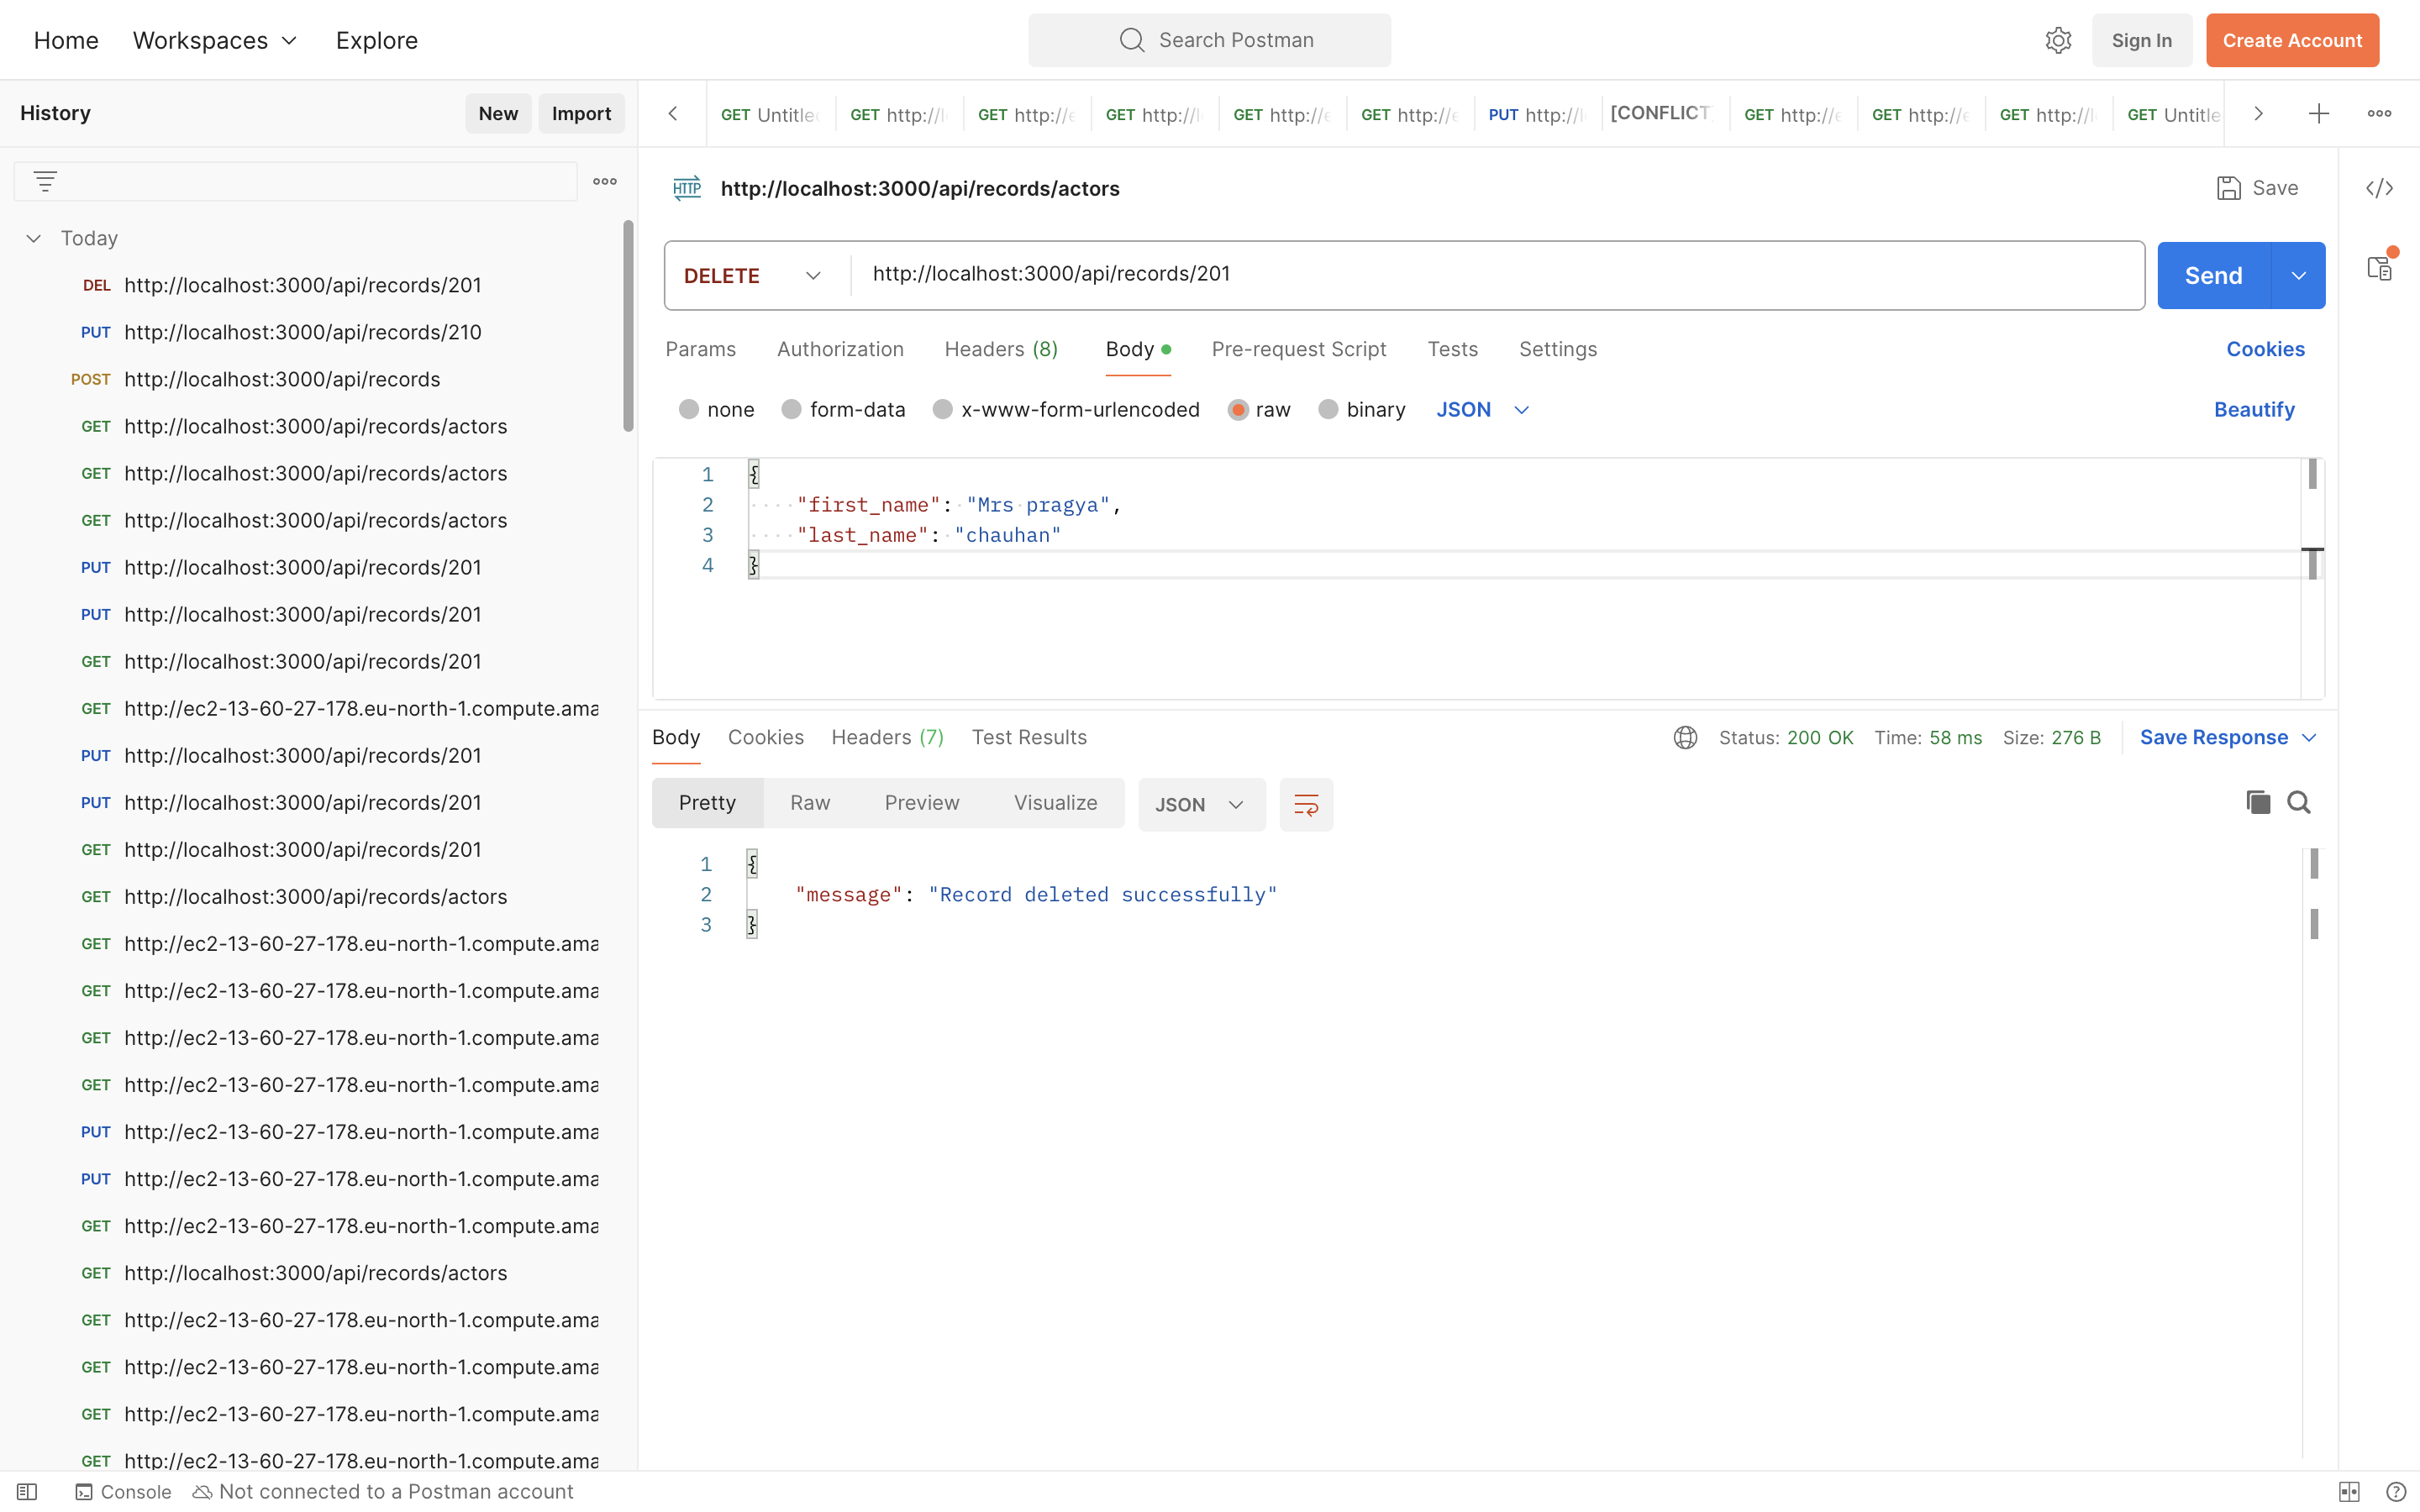 Home Workspaces Explore Search Postman Sign In Create Account
History New Import
GET Untitle GET http://l GET http://e GET http://l GET http://e GET http://e PUT http://l [CONFLICT GET http://e GET http://e GET http://l GET Untitle
Today
DEL http://localhost:3000/api/records/201
PUT http://localhost:3000/api/records/210
POST http://localhost:3000/api/records
GET http://localhost:3000/api/records/actors
GET http://localhost:3000/api/records/actors
GET http://localhost:3000/api/records/actors
PUT http://localhost:3000/api/records/201
PUT http://localhost:3000/api/records/201
GET http://localhost:3000/api/records/201
GET http://ec2-13-60-27-178.eu-north-1.compute.ama
PUT http://localhost:3000/api/records/201
PUT http://localhost:3000/api/records/201
GET http://localhost:3000/api/records/201
GET http://localhost:3000/api/records/actors
GET http://ec2-13-60-27-178.eu-north-1.compute.ama
GET http://ec2-13-60-27-178.eu-north-1.compute.ama
GET http://ec2-13-60-27-178.eu-north-1.compute.ama
GET http://ec2-13-60-27-178.eu-north-1.compute.ama
PUT http://ec2-13-60-27-178.eu-north-1.compute.ama
PUT http://ec2-13-60-27-178.eu-north-1.compute.ama
GET http://ec2-13-60-27-178.eu-north-1.compute.ama
GET http://localhost:3000/api/records/actors
GET http://ec2-13-60-27-178.eu-north-1.compute.ama
GET http://ec2-13-60-27-178.eu-north-1.compute.ama
GET http://ec2-13-60-27-178.eu-north-1.compute.ama
GET http://ec2-13-60-27-178.eu-north-1.compute.ama
HTTP http://localhost:3000/api/records/actors Save
DELETE http://localhost:3000/api/records/201 Send
Params Authorization Headers (8) Body Pre-request Script Tests Settings Cookies
none form-data x-www-form-urlencoded raw binary JSON Beautify
1 {
2 "first_name": "Mrs pragya",
3 "last_name": "chauhan"
4 }
Body Cookies Headers (7) Test Results Status: 200 OK Time: 58 ms Size: 276 B Save Response
Pretty Raw Preview Visualize JSON
1 {
2 "message": "Record deleted successfully"
3 }
Console Not connected to a Postman account